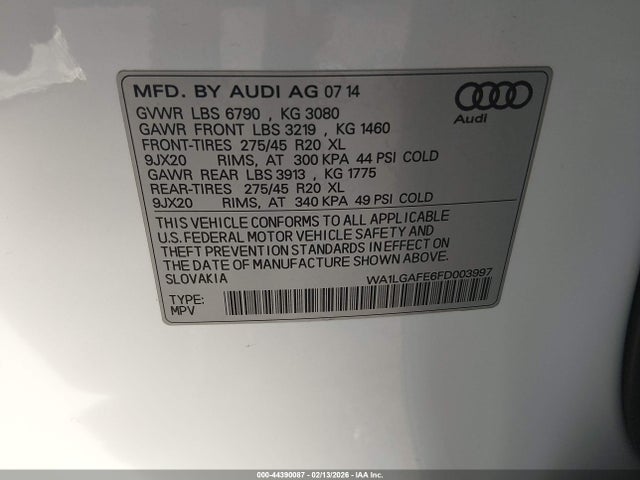 MFD. BY AUDI AG 07 14
GVWR LBS 6790 , KG 3080
GAWR FRONT LBS 3219 , KG 1460
FRONT-TIRES 275/45 R20 XL
9JX20 RIMS, AT 300 KPA 44 PSI COLD
GAWR REAR LBS 3913 , KG 1775
REAR-TIRES 275/45 R20 XL
9JX20 RIMS, AT 340 KPA 49 PSI COLD
Audi
THIS VEHICLE CONFORMS TO ALL APPLICABLE
U.S. FEDERAL MOTOR VEHICLE SAFETY AND
THEFT PREVENTION STANDARDS IN EFFECT ON
THE DATE OF MANUFACTURE SHOWN ABOVE.
SLOVAKIA
WA1LGAFE6FD003997
TYPE:
MPV
000-44390087 - 02/13/2026 - IAA Inc.